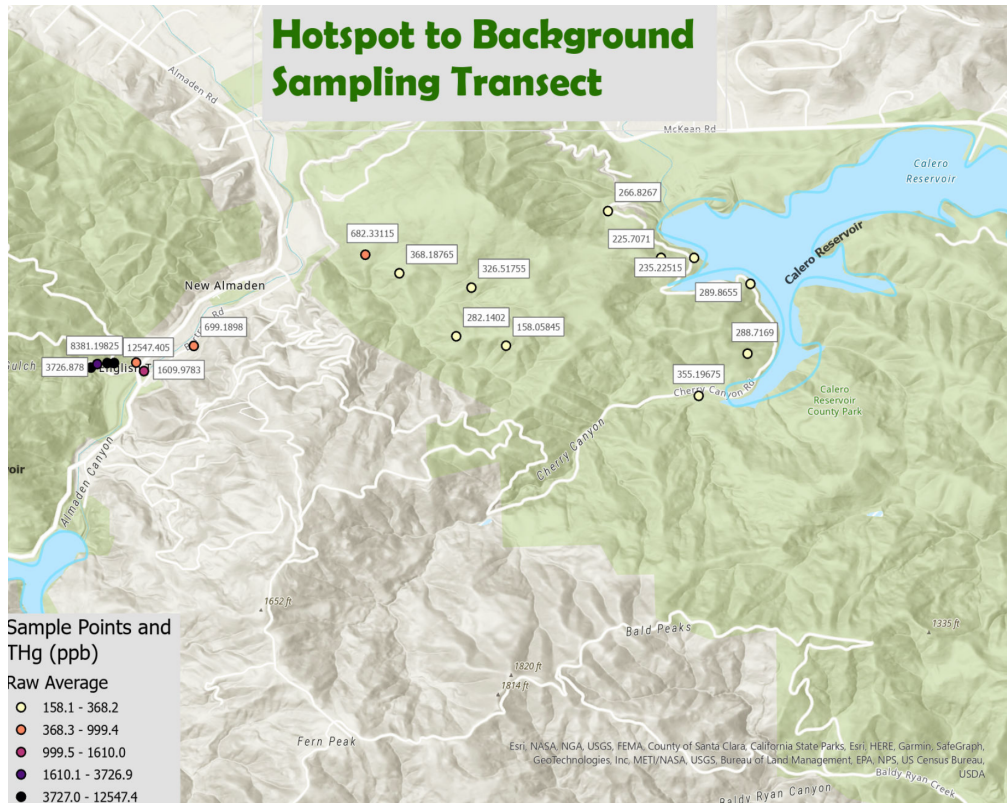 Hotspot to Background
Sampling Transect
Almaden Rd
McKean Rd
Calero
Reservoir
266.8267
682.33115
225.7071
368.18765
Calero Reservoir
326.51755
235.22515
New Almaden
289.8655
282.1402
158.05845
699.1898
8381.19825
12547.405
288.7169
3726.878
English T
1609.9783
355.19675
Cherry Canyon Rd
Calero
Reservoir
County Park
Cherry Canyon
Almaden Canyon
1652 ft
Bald Peaks
1335 ft
1820 ft
1814 ft
Fern Peak
Sample Points and
THg (ppb)
Raw Average
158.1 - 368.2
368.3 - 999.4
999.5 - 1610.0
1610.1 - 3726.9
3727.0 - 12547.4
Esri, NASA, NGA, USGS, FEMA, County of Santa Clara, California State Parks, Esri, HERE, Garmin, SafeGraph,
GeoTechnologies, Inc, METI/NASA, USGS, Bureau of Land Management, EPA, NPS, US Census Bureau,
USDA
Baldy Ryan Creek
Baldy Ryan Canyon